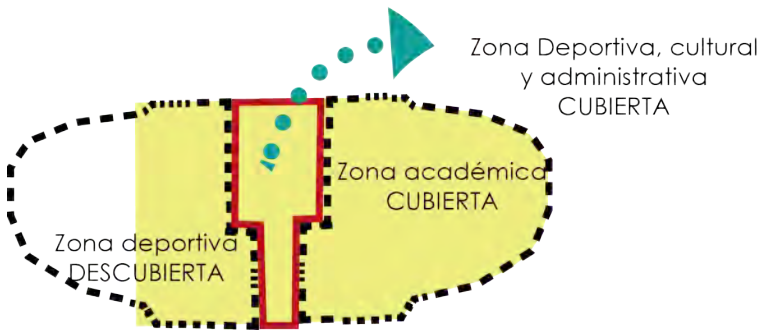 Zona Deportiva, cultural
y administrativa
CUBIERTA
Zona académica
CUBIERTA
Zona deportiva
DESCUBIERTA